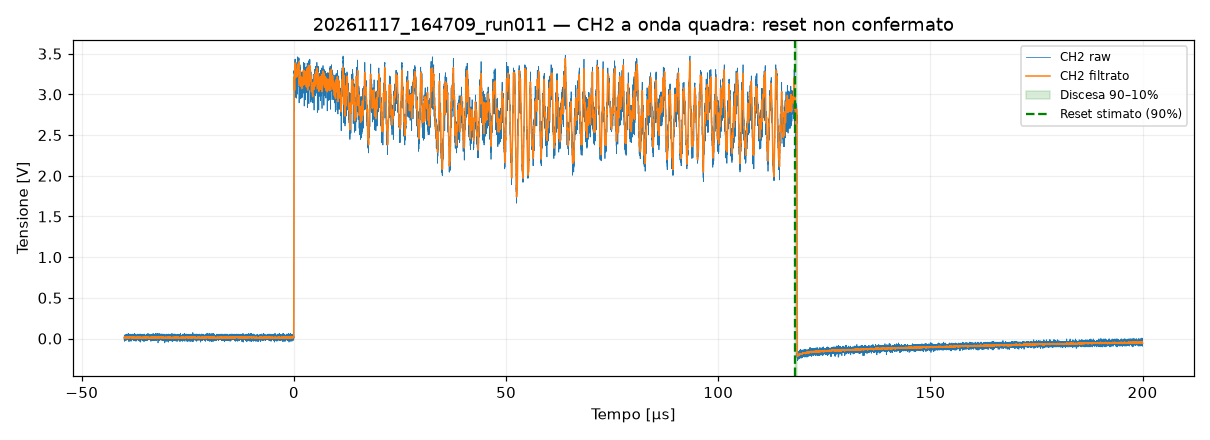 20261117_164709_run011 — CH2 a onda quadra: reset non confermato
CH2 raw
CH2 filtrato
Discesa 90–10%
Reset stimato (90%)
Tensione [V]
3.5
3.0
2.5
2.0
1.5
1.0
0.5
0.0
−50
0
50
100
150
200
Tempo [µs]